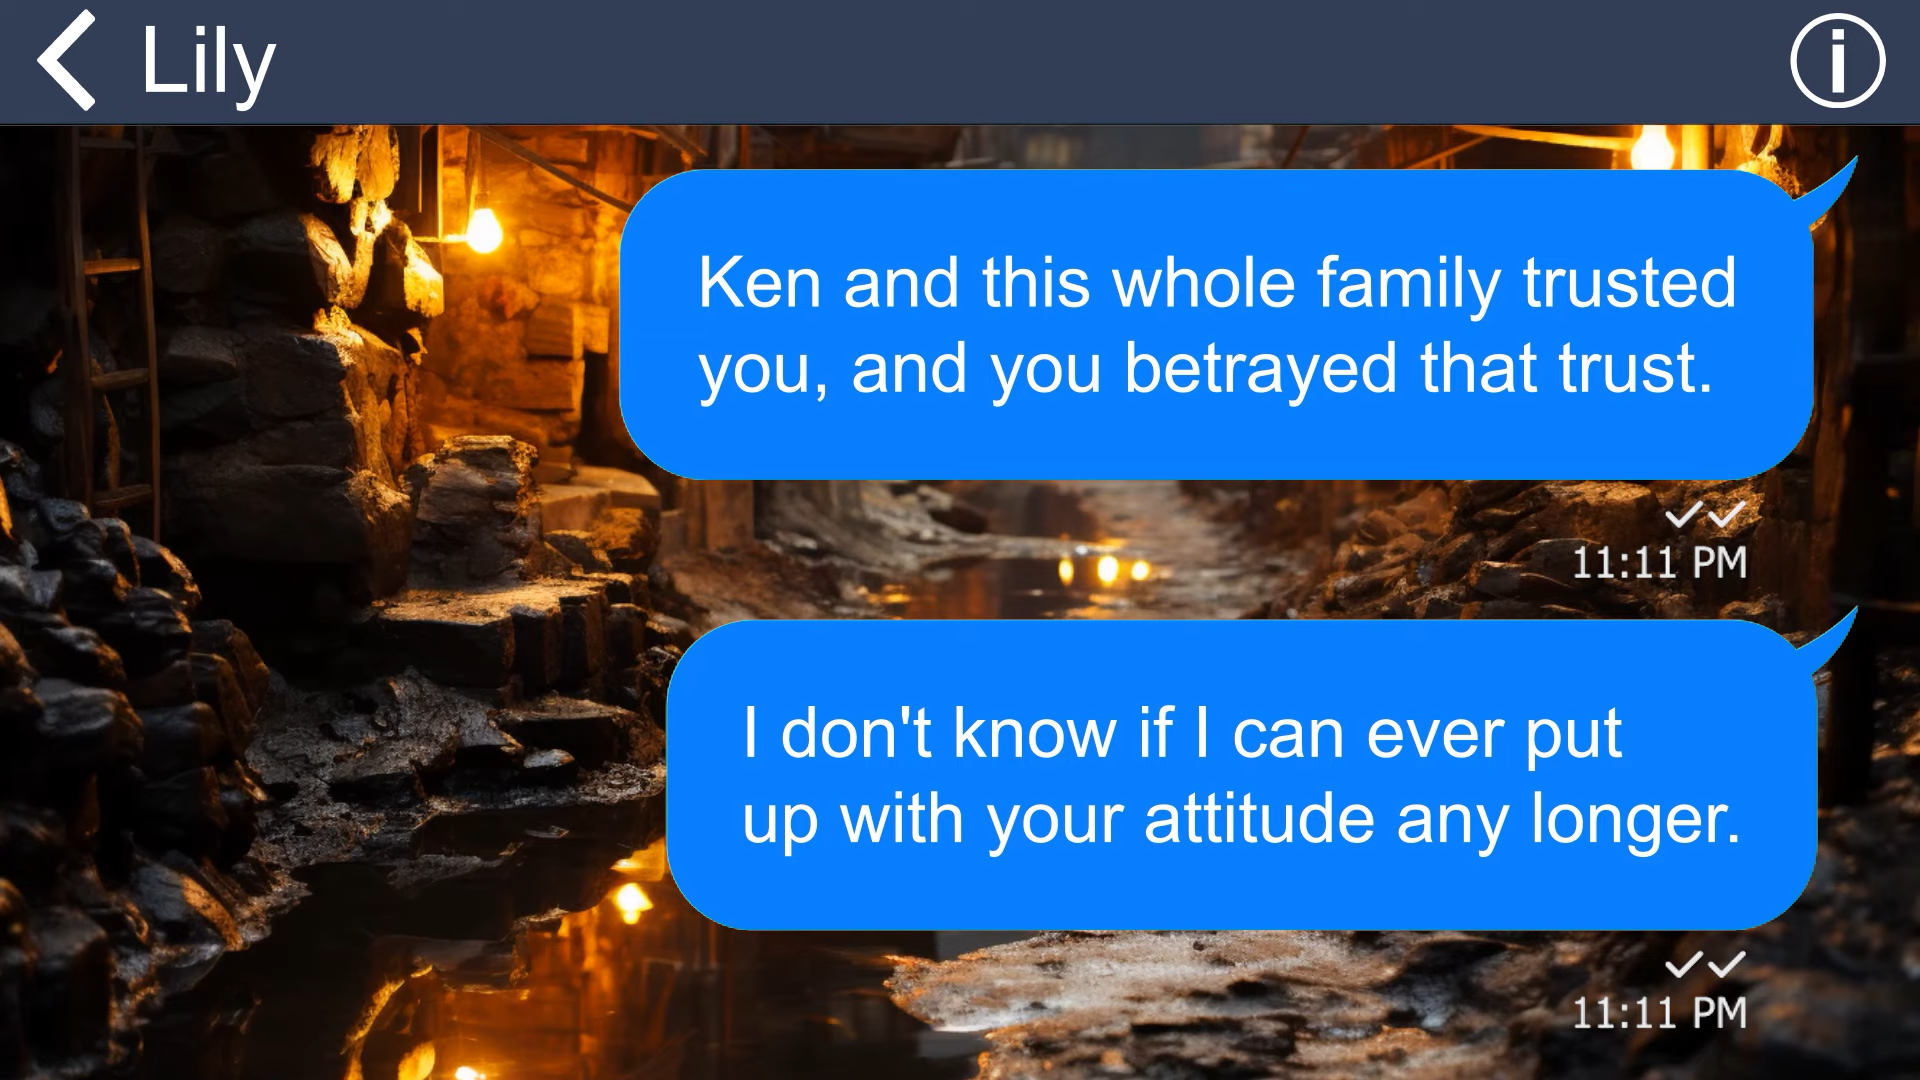 Lily
Ken and this whole family trusted
you, and you betrayed that trust.
11:11 PM
I don't know if I can ever put
up with your attitude any longer.
11:11 PM